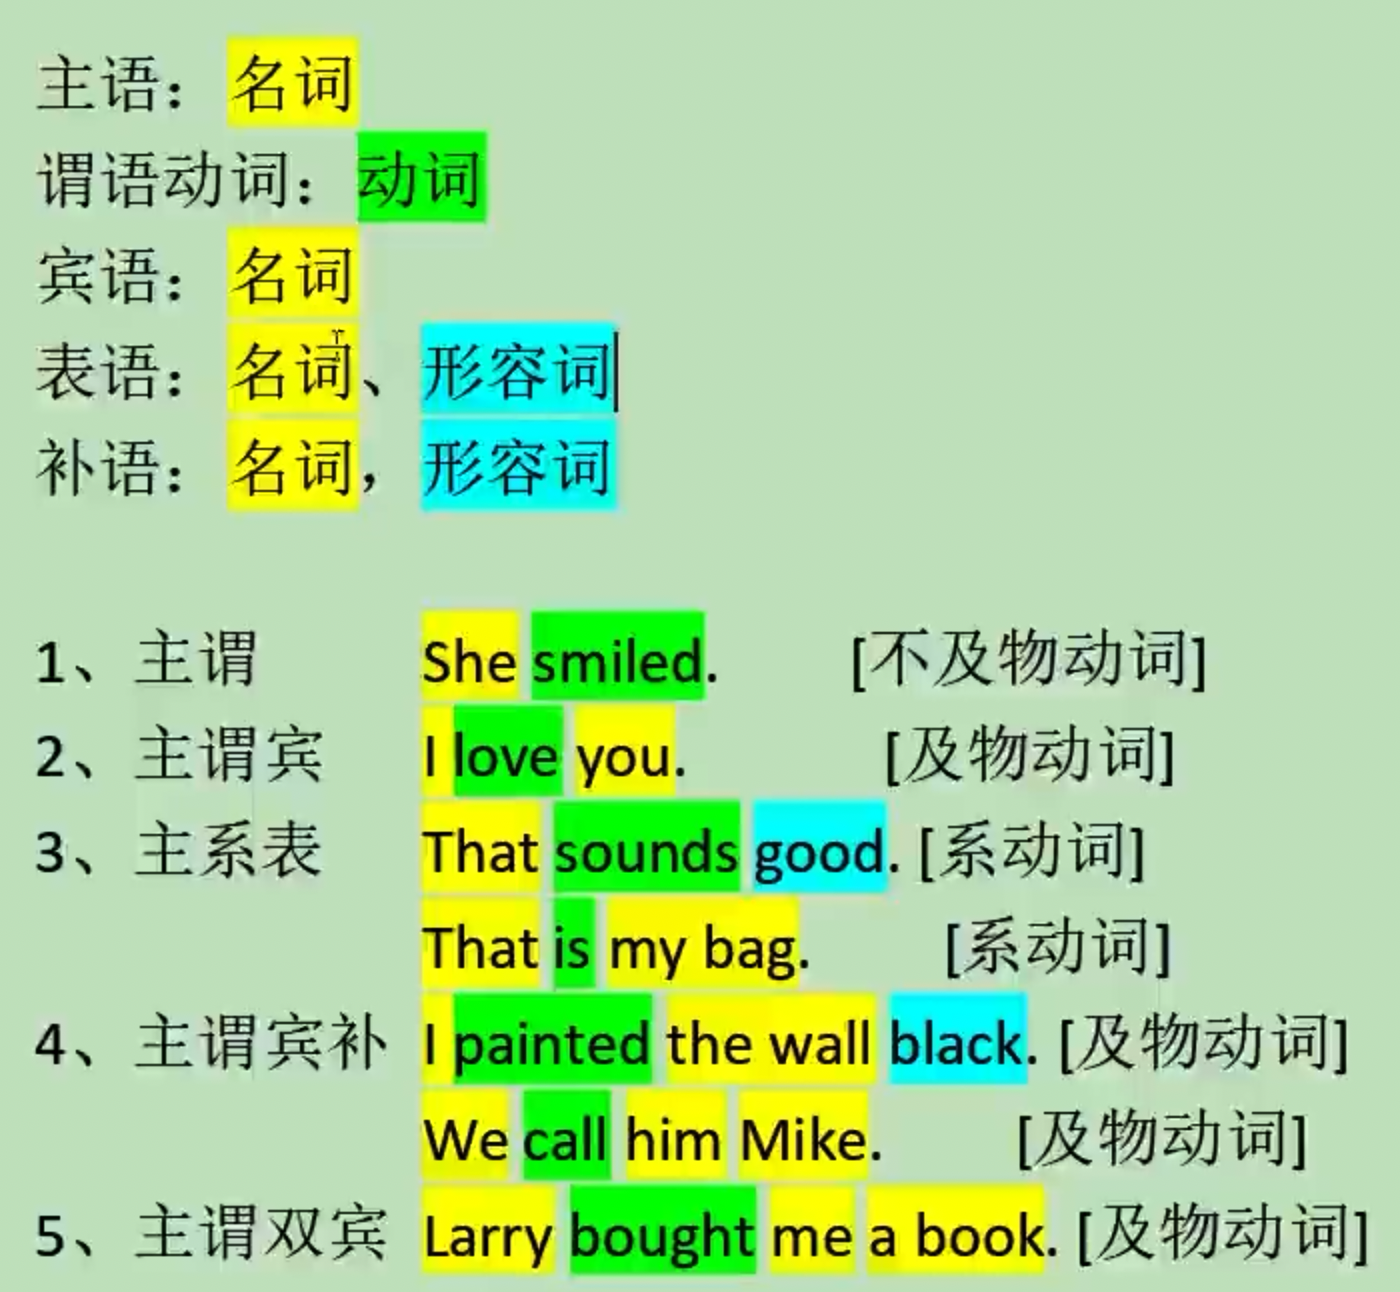 主语：名词
谓语动词：动词
宾语：名词
表语：名词、形容词
补语：名词，形容词
1、主谓 She smiled. [不及物动词]
2、主谓宾 I love you. [及物动词]
3、主系表 That sounds good. [系动词]
That is my bag. [系动词]
4、主谓宾补 I painted the wall black. [及物动词]
We call him Mike. [及物动词]
5、主谓双宾 Larry bought me a book. [及物动词]